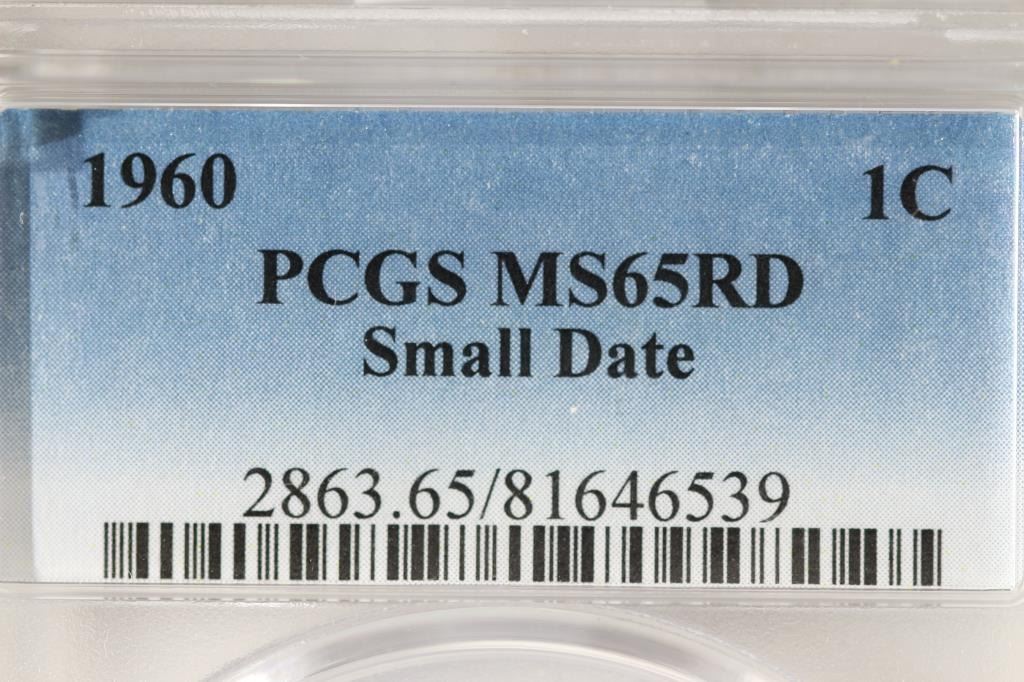 1960 1C
PCGS MS65RD
Small Date
2863.65/81646539